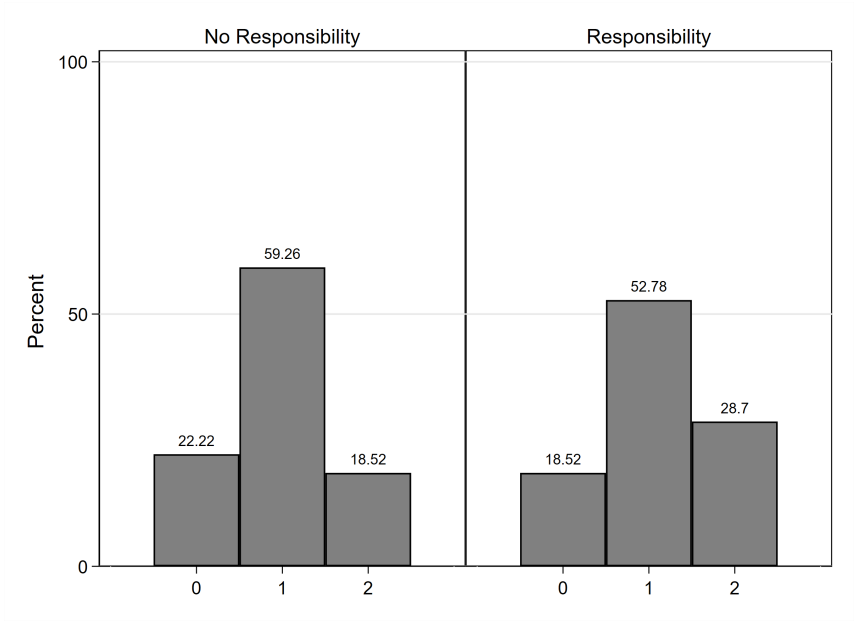 No Responsibility
Responsibility
100
50
0
Percent
59.26
52.78
22.22
18.52
18.52
28.7
0 1 2
0 1 2